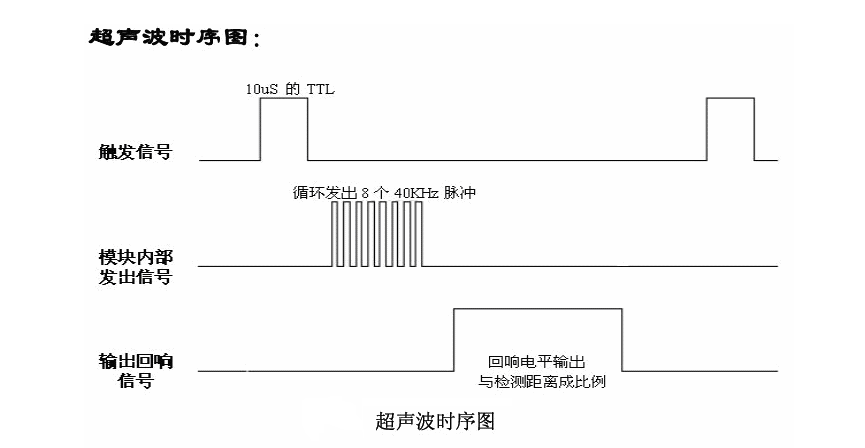 超声波时序图：
10uS 的 TTL
触发信号
循环发出8个 40KHz 脉冲
模块内部
发出信号
输出回响
信号
回响电平输出
与检测距离成比例
超声波时序图